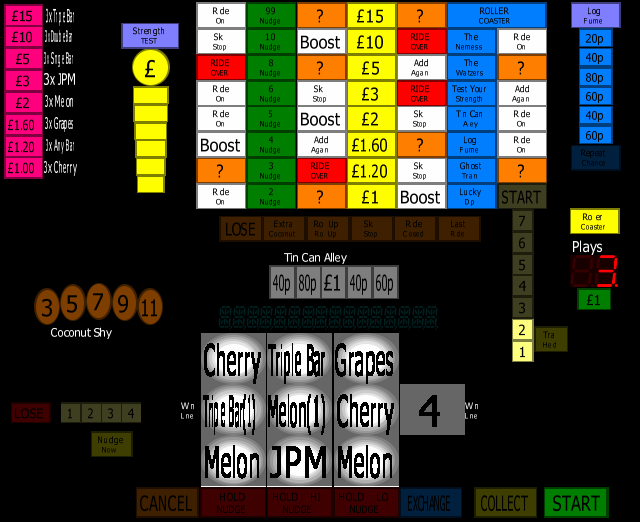 £15 3x Triple Bar
£10 3x Double Bar
£5 3x Single Bar
£3 3x JPM
£2 3x Melon
£1.60 3x Grapes
£1.20 3x Any Bar
£1.00 3x Cherry
Strength
TEST
£
Ride On 99 Nudge ? £15 ? ROLLER COASTER
Sk Stop 10 Nudge Boost £10 RIDE OVER The Nemesis Ride On
RIDE OVER 8 Nudge ? £5 Add Again The Waltzers ?
Ride On 6 Nudge Sk Stop £3 RIDE OVER Test Your Strength Add Again
Ride On 5 Nudge Boost £2 Sk Stop Tin Can Alley Ride On
Boost 4 Nudge Add Again £1.60 ? Log Fume Ride On
? 3 Nudge RIDE OVER £1.20 Sk Stop Ghost Train ?
Ride On 2 Nudge ? £1 Boost Lucky Dp START
Log
Fume
20p
40p
80p
60p
40p
60p
Repeat
Chance
LOSE Extra Coconut Ro Up Ro Up Sk Stop Ride Closed Last Ride
7
6
5
4
3
2
1
Tra
Roller
Coaster
Plays
3
£1
Tin Can Alley
40p 80p £1 40p 60p
3 5 7 9 11
Coconut Shy
Cherry Triple Bar Grapes
Wn Lne Triple Bar(1) Melon(1) Cherry 4 Wn Lne
Melon JPM Melon
LOSE 1 2 3 4
Nudge
Now
CANCEL HOLD NUDGE HOLD HI NUDGE HOLD LO NUDGE EXCHANGE COLLECT START